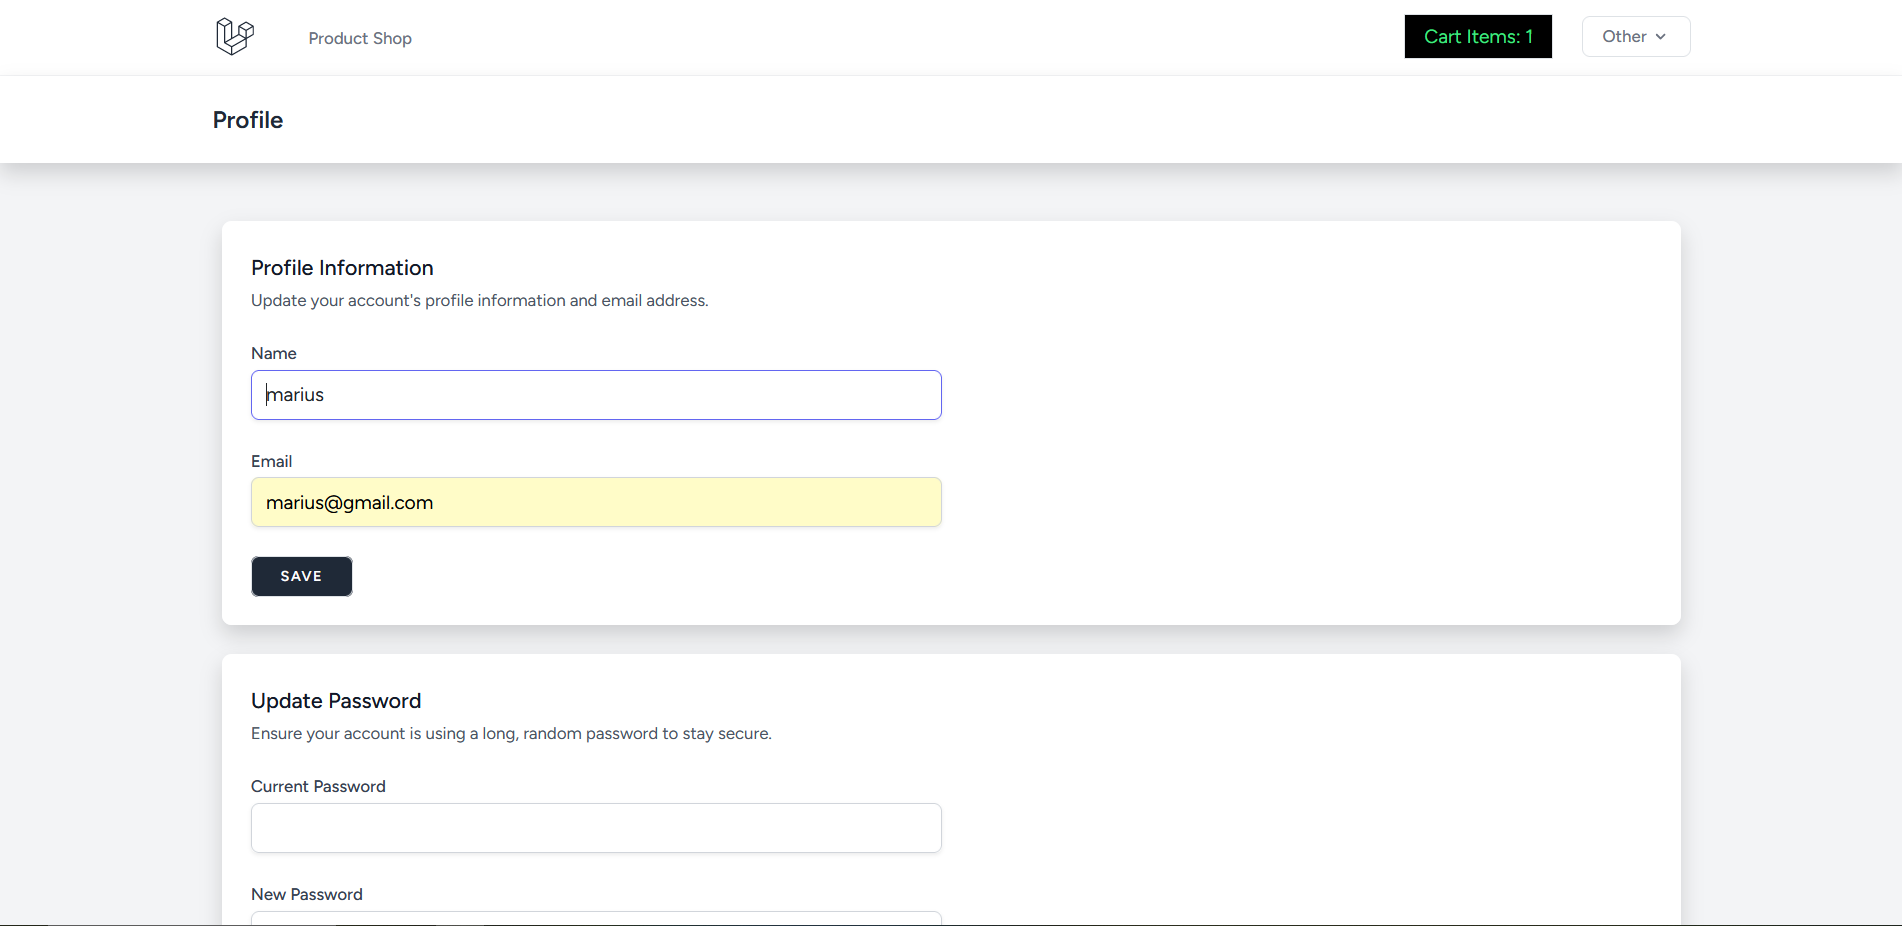 Product Shop
Cart Items: 1
Other
Profile
Profile Information
Update your account's profile information and email address.
Name
marius
Email
marius@gmail.com
SAVE
Update Password
Ensure your account is using a long, random password to stay secure.
Current Password
New Password